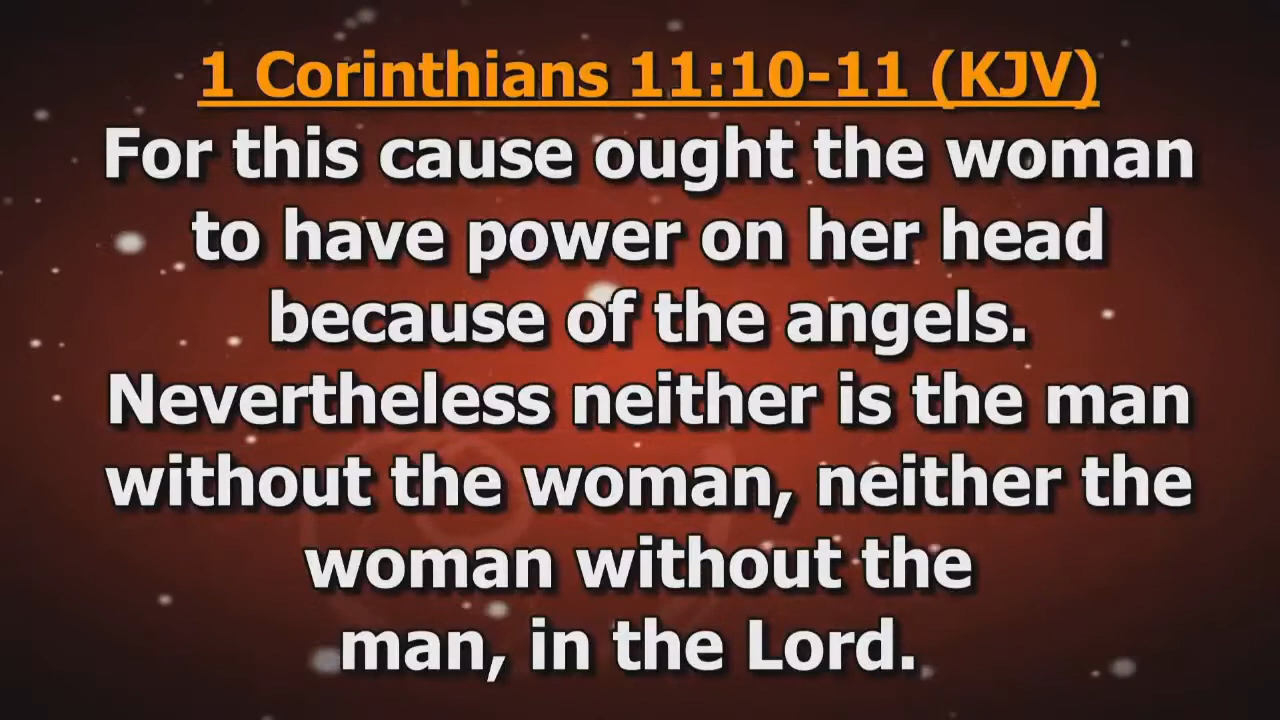 1 Corinthians 11:10-11 (KJV)
For this cause ought the woman
to have power on her head
because of the angels.
Nevertheless neither is the man
without the woman, neither the
woman without the
man, in the Lord.